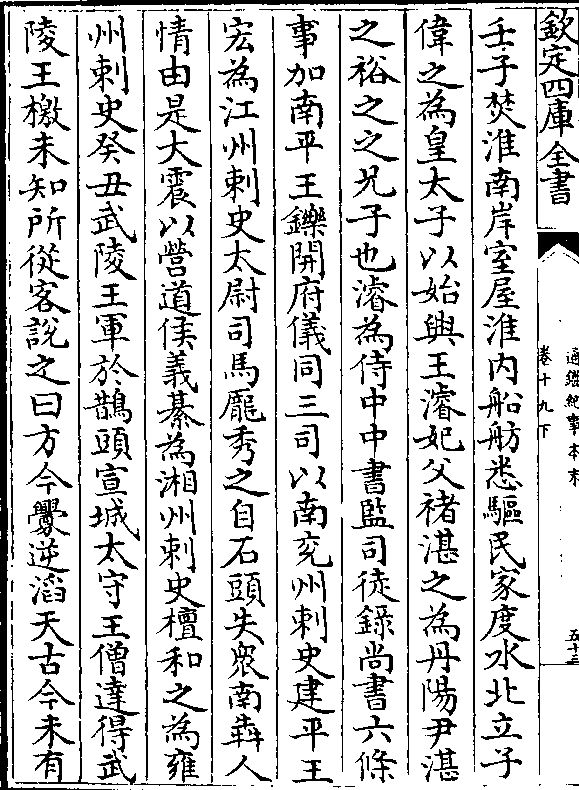 欽定四庫全書
通鑑紀事本末
卷十九下
五十三
壬子焚淮南岸室屋淮内船舫悉驅民家度水北立子
偉之為皇太子以始興王濬妃父褚湛之為丹陽尹湛
之裕之之兄子也濬為侍中中書監司徒錄尚書六條
事加南平王鑠開府儀同三司以南兖州刺史建平王
宏為江州刺史太尉司馬龎秀之自石頭失衆南犇人
情由是大震以營道侯義綦為湘州刺史檀和之為雍
州刺史癸丑武陵王軍於鵲頭宣城太守王僧達得武
陵王檄未知所從客說之曰方今釁逆滔天古今未有